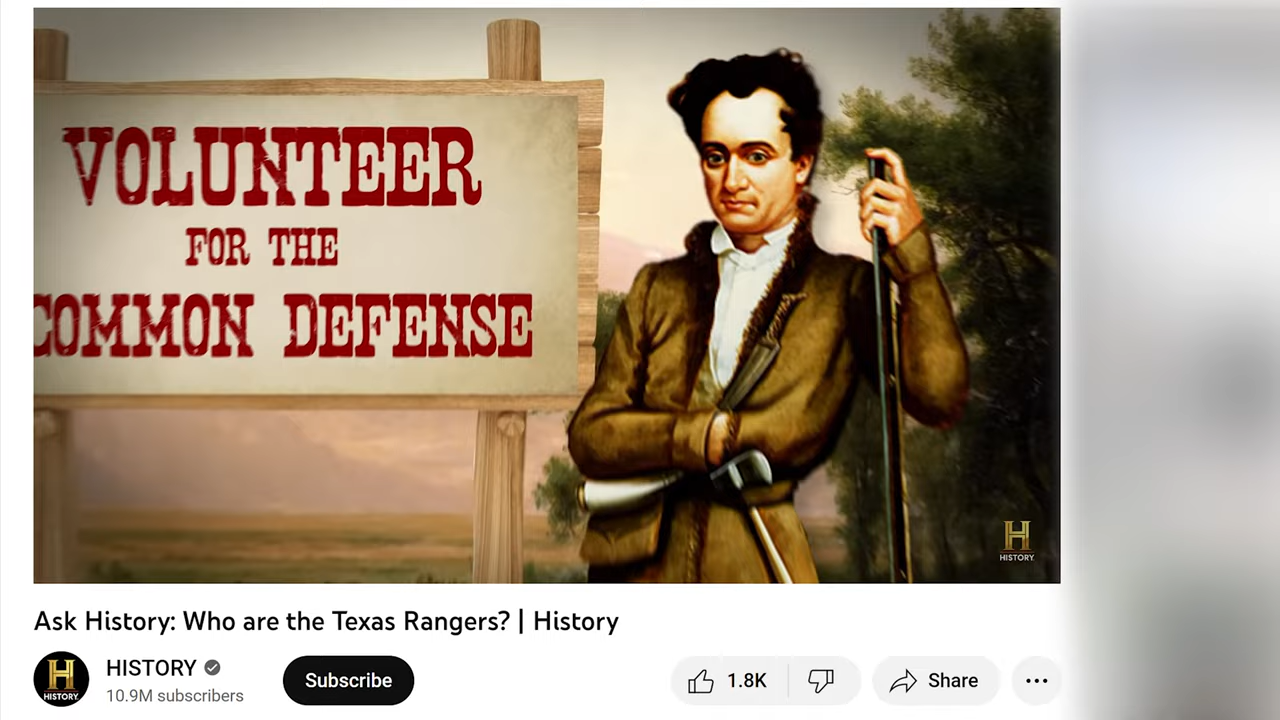 VOLUNTEER
FOR THE
COMMON DEFENSE
H
HISTORY
Ask History: Who are the Texas Rangers? | History
H
HISTORY
HISTORY
10.9M subscribers
Subscribe
1.8K
Share